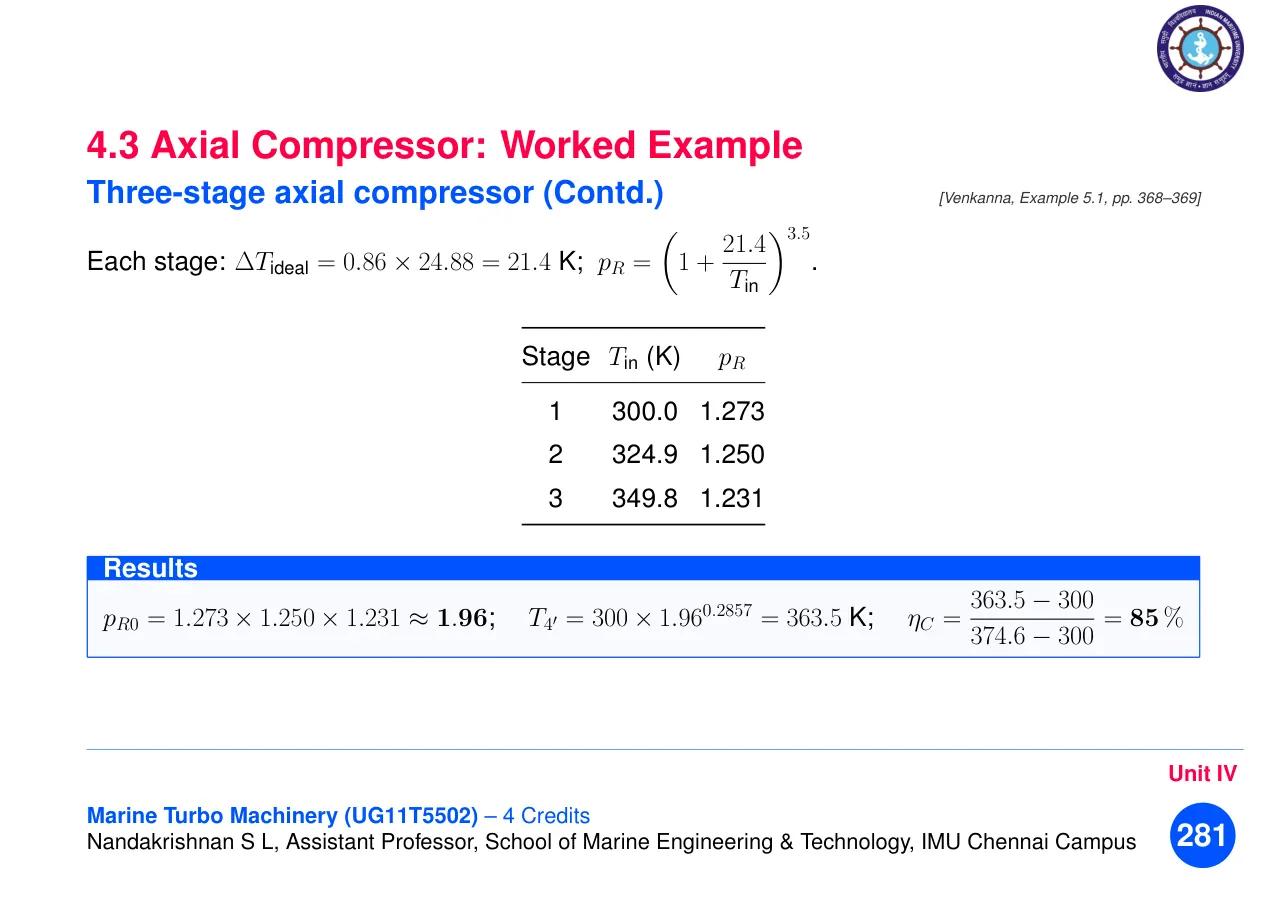 INDIAN MARITIME UNIVERSITY
4.3 Axial Compressor: Worked Example
Three-stage axial compressor (Contd.)
[Venkanna, Example 5.1, pp. 368–369]
Each stage: ΔT_ideal = 0.86 × 24.88 = 21.4 K; p_R = (1 + 21.4/T_in)^3.5.
Stage T_in (K) p_R
1 300.0 1.273
2 324.9 1.250
3 349.8 1.231
Results
p_R0 = 1.273 × 1.250 × 1.231 ≈ 1.96; T_4′ = 300 × 1.96^0.2857 = 363.5 K; η_C = (363.5 − 300)/(374.6 − 300) = 85 %
Unit IV
Marine Turbo Machinery (UG11T5502) – 4 Credits
Nandakrishnan S L, Assistant Professor, School of Marine Engineering & Technology, IMU Chennai Campus
281